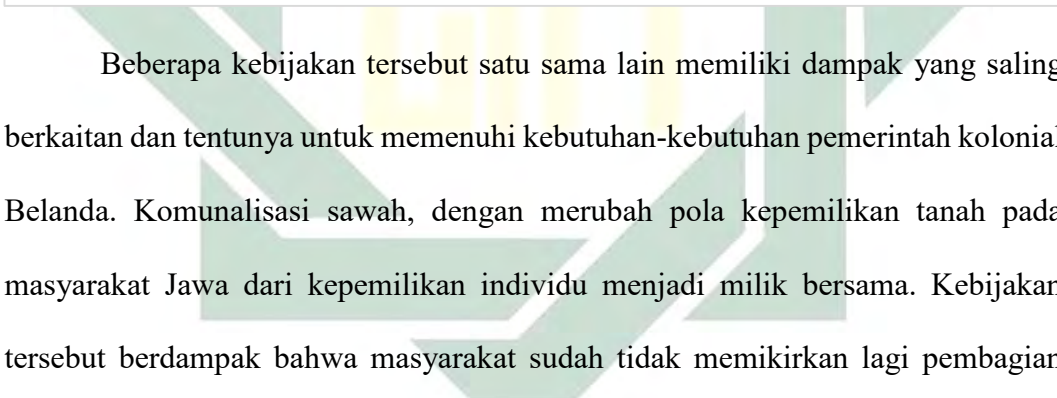 Beberapa kebijakan tersebut satu sama lain memiliki dampak yang saling
berkaitan dan tentunya untuk memenuhi kebutuhan-kebutuhan pemerintah kolonial
Belanda. Komunalisasi sawah, dengan merubah pola kepemilikan tanah pada
masyarakat Jawa dari kepemilikan individu menjadi milik bersama. Kebijakan
tersebut berdampak bahwa masyarakat sudah tidak memikirkan lagi pembagian